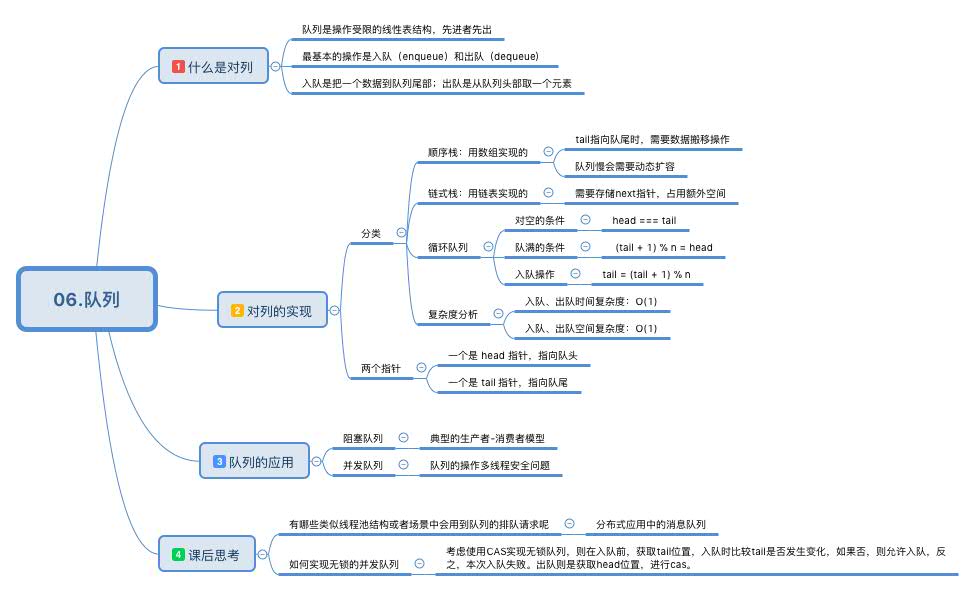 06.队列
1 什么是对列
队列是操作受限的线性表结构，先进者先出
最基本的操作是入队（enqueue）和出队（dequeue）
入队是把一个数据到队列尾部；出队是从队列头部取一个元素
2 对列的实现
分类
顺序栈：用数组实现的
tail指向队尾时，需要数据搬移操作
队列慢会需要动态扩容
链式栈：用链表实现的
需要存储next指针，占用额外空间
循环队列
对空的条件
head === tail
队满的条件
(tail + 1) % n = head
入队操作
tail = (tail + 1) % n
复杂度分析
入队、出队时间复杂度：O(1)
入队、出队空间复杂度：O(1)
两个指针
一个是 head 指针，指向队头
一个是 tail 指针，指向队尾
3 队列的应用
阻塞队列
典型的生产者-消费者模型
并发队列
队列的操作多线程安全问题
4 课后思考
有哪些类似线程池结构或者场景中会用到队列的排队请求呢
分布式应用中的消息队列
如何实现无锁的并发队列
考虑使用CAS实现无锁队列，则在入队前，获取tail位置，入队时比较tail是否发生变化，如果否，则允许入队，反
之，本次入队失败。出队则是获取head位置，进行cas。